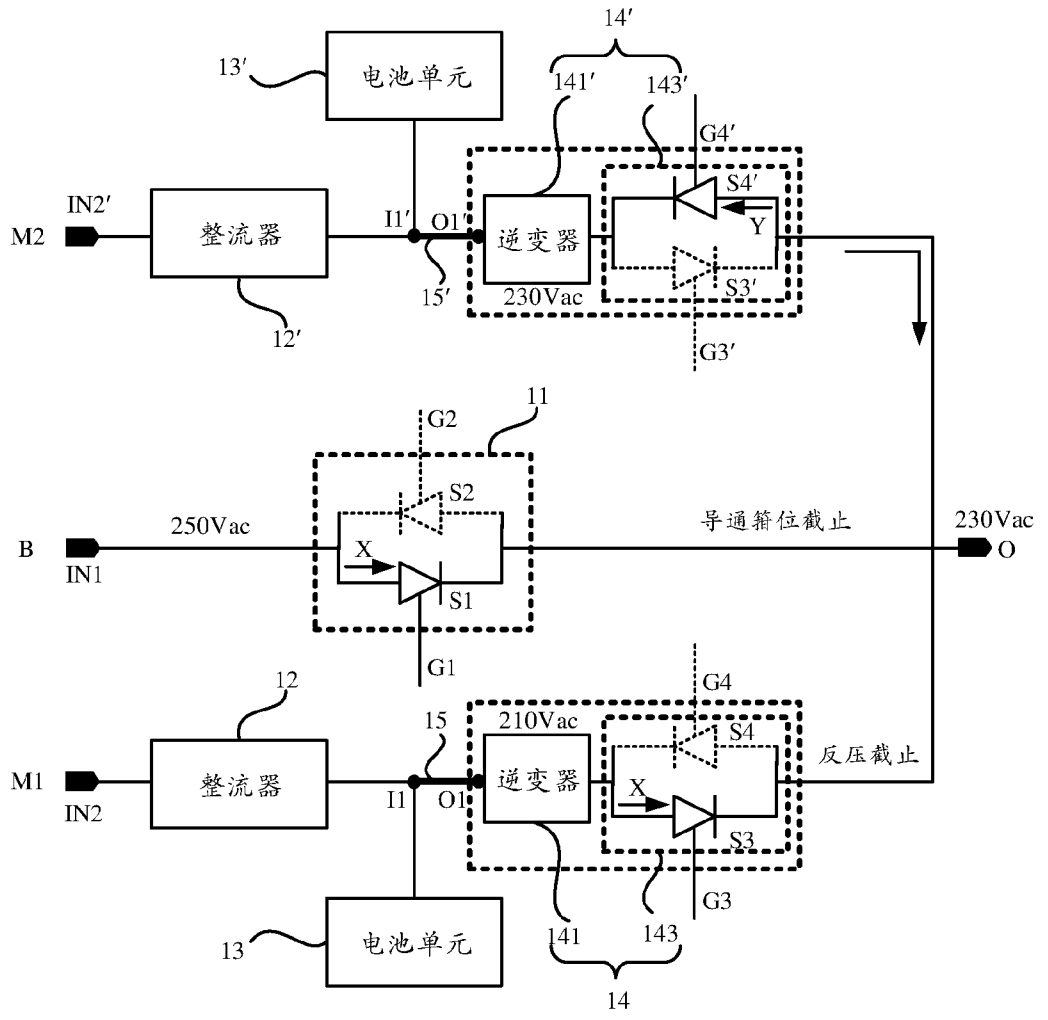 14′
13′
电池单元
141′
143′
G4′
IN2′
M2
整流器
I1′
O1′
逆变器
S4′
Y
S3′
15′
230Vac
12′
G3′
11
G2
S2
250Vac
导通箝位截止
230Vac
B
X
O
IN1
S1
G1
12
G4
15
210Vac
S4
M1
整流器
逆变器
反压截止
I1
O1
X
IN2
S3
G3
13
电池单元
141
143
14